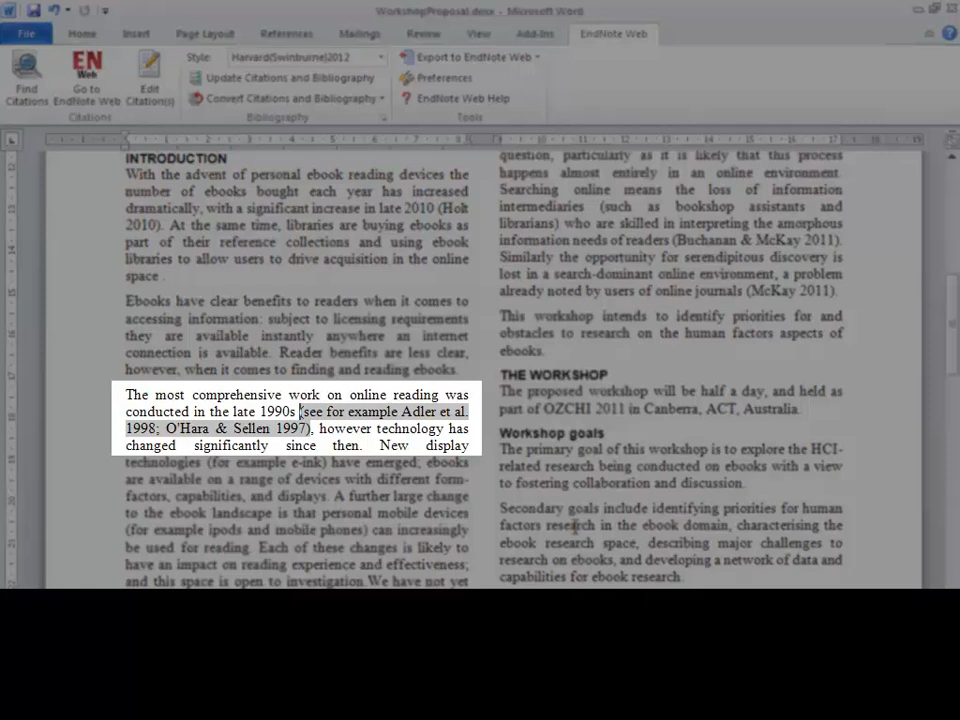 WorkshopProposal.docx - Microsoft Word
File Home Insert Page Layout References Mailings Review View Add-Ins EndNote Web
Find Citations
EN Web
Go to EndNote Web
Edit Citation(s)
Citations
Style: Harvard(Swinburne)2012
Update Citations and Bibliography
Convert Citations and Bibliography
Bibliography
Export to EndNote Web
Preferences
EndNote Web Help
Tools
INTRODUCTION
With the advent of personal ebook reading devices the
number of ebooks bought each year has increased
dramatically, with a significant increase in late 2010 (Holt
2010). At the same time, libraries are buying ebooks as
part of their reference collections and using ebook
libraries to allow users to drive acquisition in the online
space .
Ebooks have clear benefits to readers when it comes to
accessing information: subject to licensing requirements
they are available instantly anywhere an internet
connection is available. Reader benefits are less clear,
however, when it comes to finding and reading ebooks.
The most comprehensive work on online reading was
conducted in the late 1990s (see for example Adler et al.
1998; O'Hara & Sellen 1997), however technology has
changed significantly since then. New display
technologies (for example e-ink) have emerged; ebooks
are available on a range of devices with different form-
factors, capabilities, and displays. A further large change
to the ebook landscape is that personal mobile devices
(for example ipods and mobile phones) can increasingly
be used for reading. Each of these changes is likely to
have an impact on reading experience and effectiveness;
and this space is open to investigation.We have not yet
question, particularly as it is likely that this process
happens almost entirely in an online environment.
Searching online means the loss of information
intermediaries (such as bookshop assistants and
librarians) who are skilled in interpreting the amorphous
information needs of readers (Buchanan & McKay 2011).
Similarly the opportunity for serendipitous discovery is
lost in a search-dominant online environment, a problem
already noted by users of online journals (McKay 2011).
This workshop intends to identify priorities for and
obstacles to research on the human factors aspects of
ebooks.
THE WORKSHOP
The proposed workshop will be half a day, and held as
part of OZCHI 2011 in Canberra, ACT, Australia.
Workshop goals
The primary goal of this workshop is to explore the HCI-
related research being conducted on ebooks with a view
to fostering collaboration and discussion.
Secondary goals include identifying priorities for human
factors research in the ebook domain, characterising the
ebook research space, describing major challenges to
research on ebooks, and developing a network of data and
capabilities for ebook research.